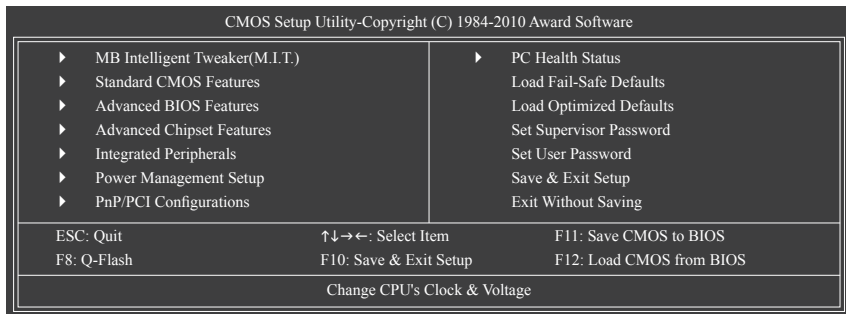 CMOS Setup Utility-Copyright (C) 1984-2010 Award Software
▶ MB Intelligent Tweaker(M.I.T.)
▶ Standard CMOS Features
▶ Advanced BIOS Features
▶ Advanced Chipset Features
▶ Integrated Peripherals
▶ Power Management Setup
▶ PnP/PCI Configurations
▶ PC Health Status
Load Fail-Safe Defaults
Load Optimized Defaults
Set Supervisor Password
Set User Password
Save & Exit Setup
Exit Without Saving
ESC: Quit ↑↓→←: Select Item F11: Save CMOS to BIOS
F8: Q-Flash F10: Save & Exit Setup F12: Load CMOS from BIOS
Change CPU's Clock & Voltage